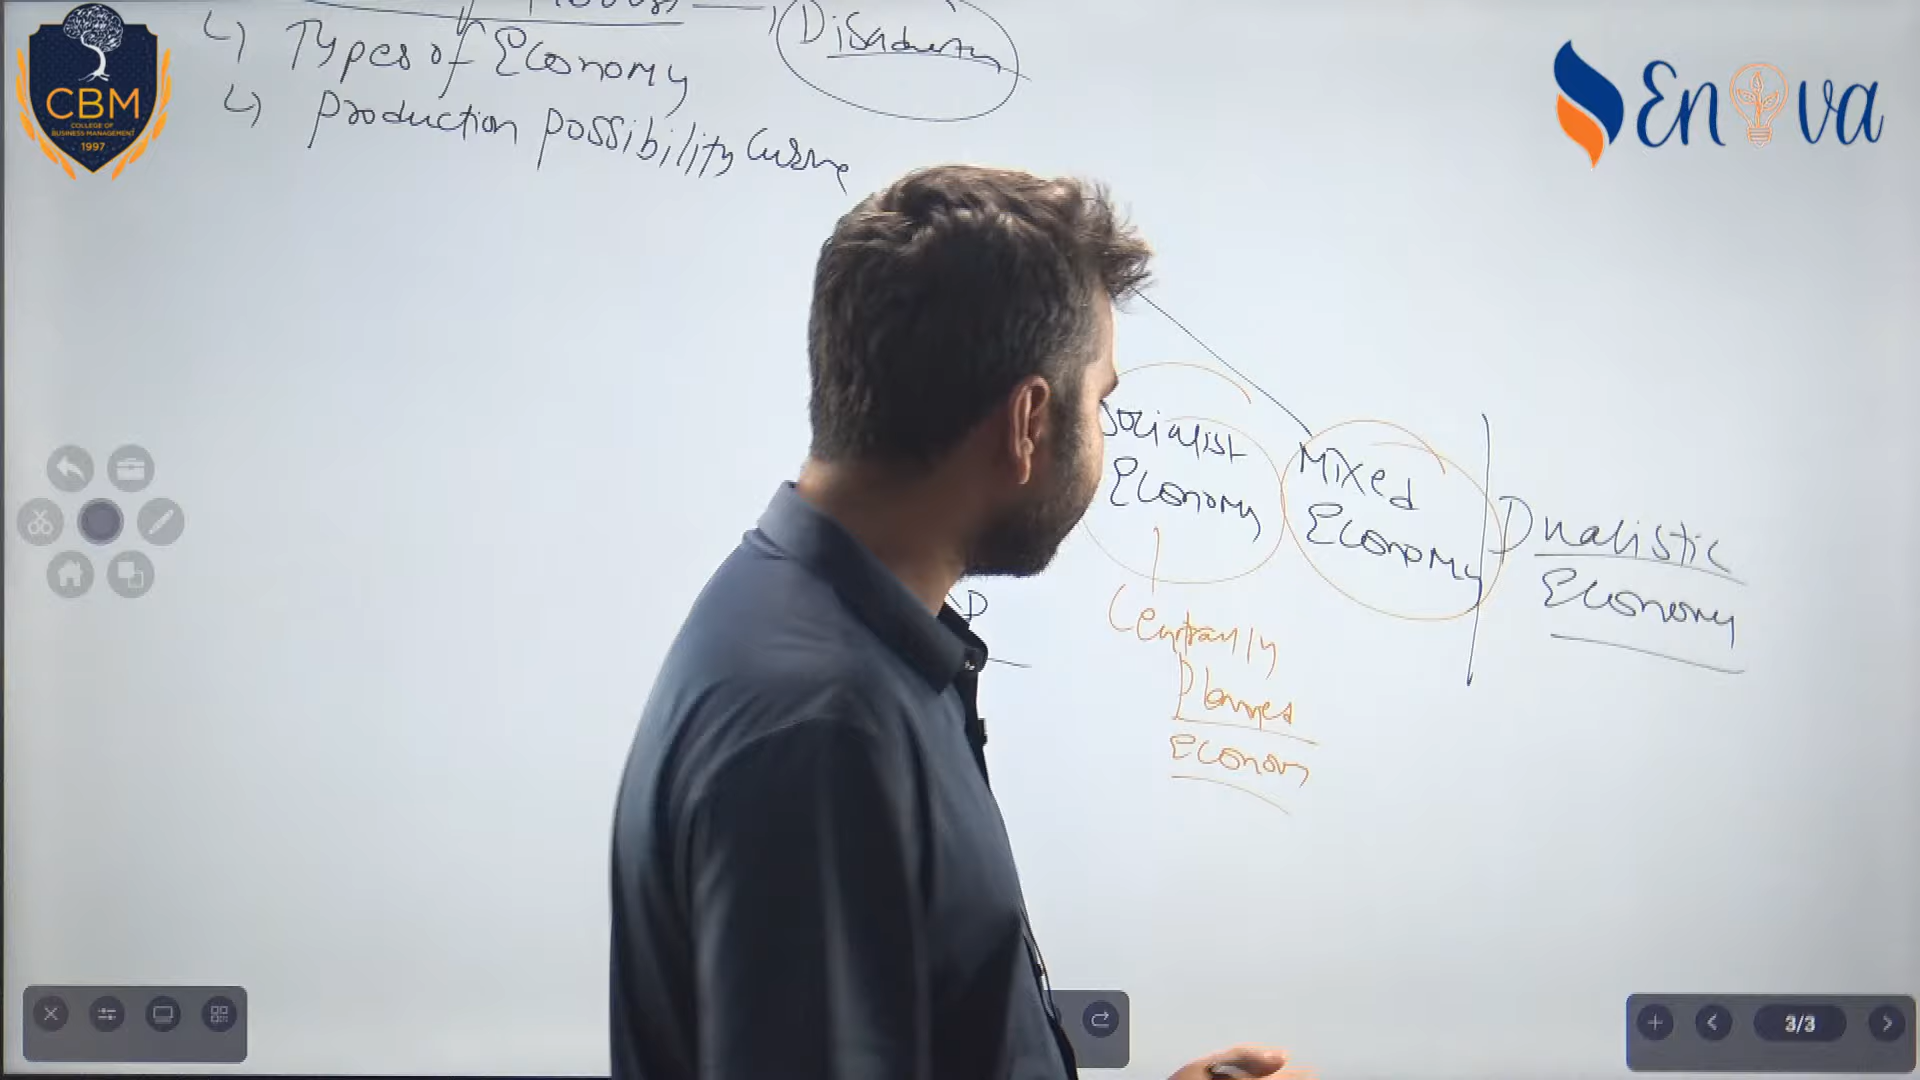 CBM
COLLEGE OF
BUSINESS MANAGEMENT
1997
Enova
Types of Economy
Production possibility Curve
Socialist
Economy
Mixed
Economy
Dualistic
Economy
D
Centrally
Planned
Economy
3/3